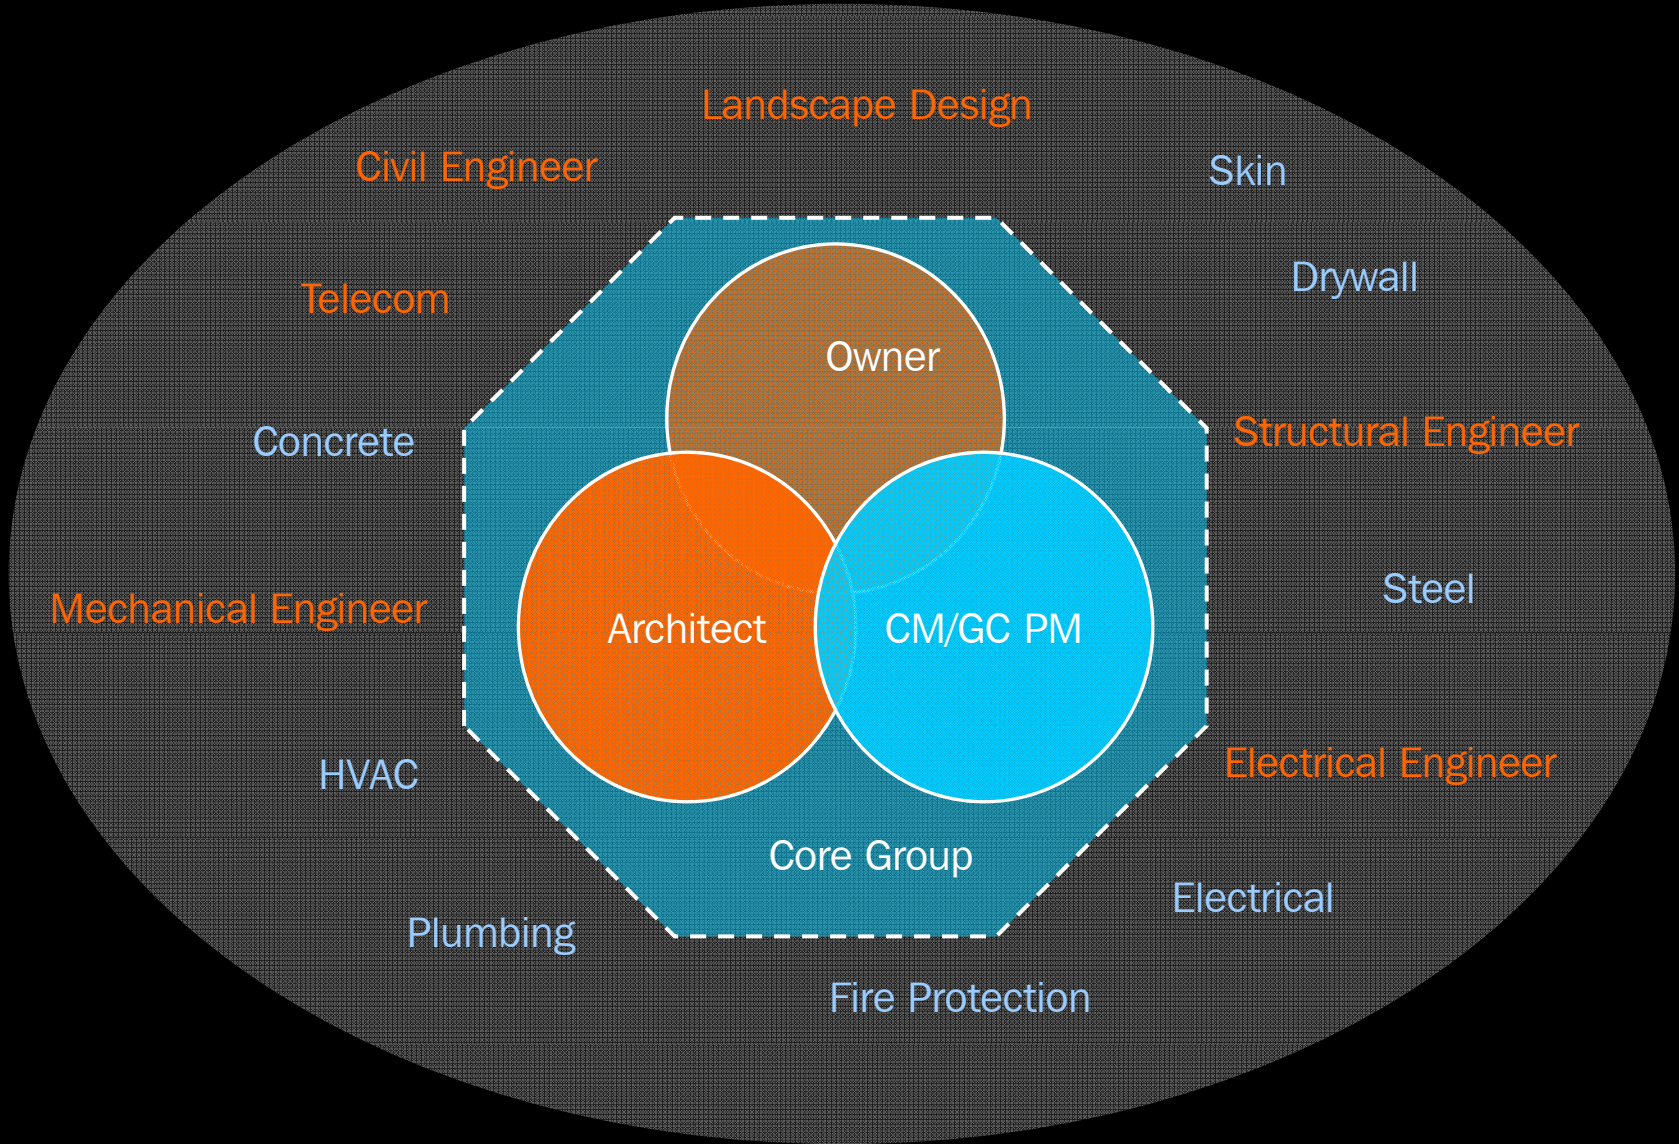 Landscape Design
Civil Engineer
Skin
Drywall
Telecom
Owner
Concrete
Structural Engineer
Steel
Mechanical Engineer
Architect
CM/GC PM
HVAC
Electrical Engineer
Core Group
Electrical
Plumbing
Fire Protection